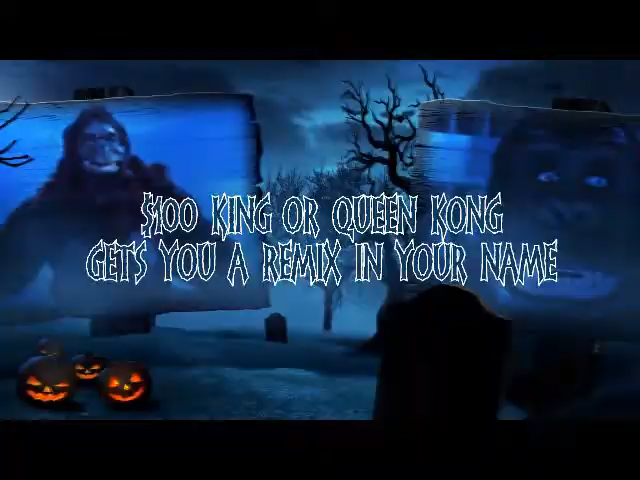 $100 KING OR QUEEN KONG
GETS YOU A REMIX IN YOUR NAME